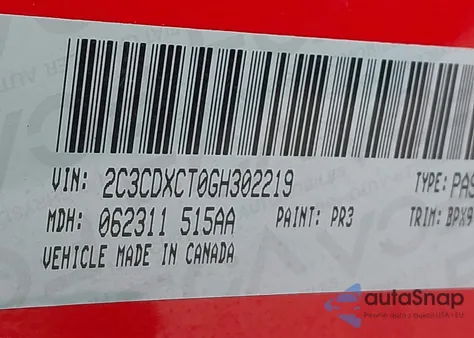 VIN: 2C3CDXCT0GH302219 TYPE: PAS
MDH: 062311 515AA PAINT: PR3 TRIM: BPX9
VEHICLE MADE IN CANADA
autoSnap